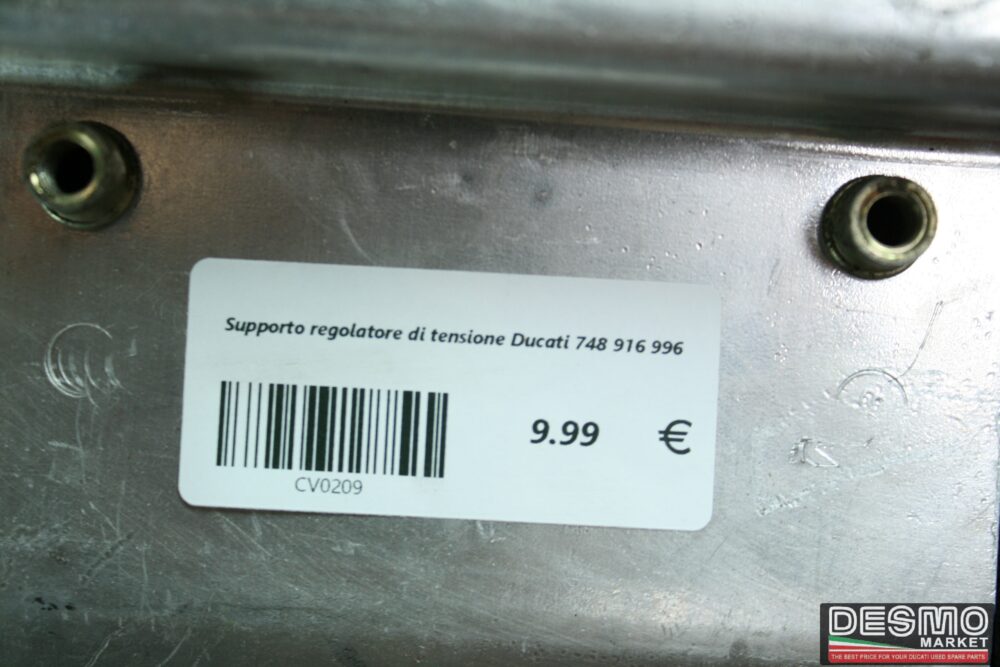 Supporto regolatore di tensione Ducati 748 916 996
9.99 €
CV0209
DESMO
MARKET
THE BEST PRICE FOR YOUR DUCATI USED SPARE PARTS